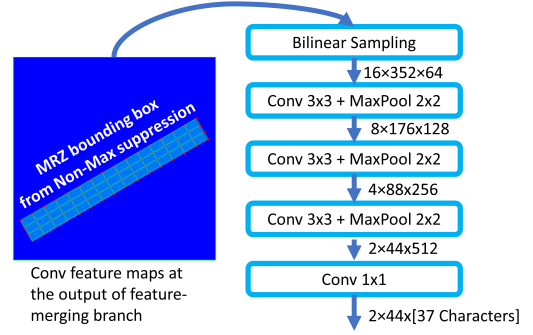 MRZ bounding box
from Non-Max suppression
Conv feature maps at
the output of feature-
merging branch
Bilinear Sampling
16×352×64
Conv 3x3 + MaxPool 2x2
8×176x128
Conv 3x3 + MaxPool 2x2
4×88x256
Conv 3x3 + MaxPool 2x2
2×44x512
Conv 1x1
2×44x[37 Characters]